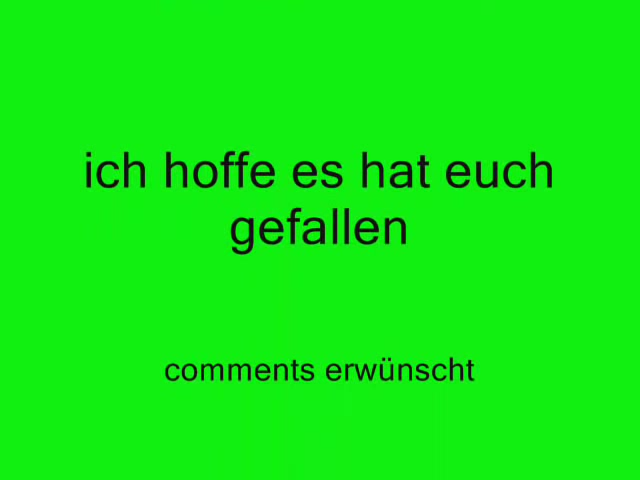 ich hoffe es hat euch
gefallen
comments erwünscht